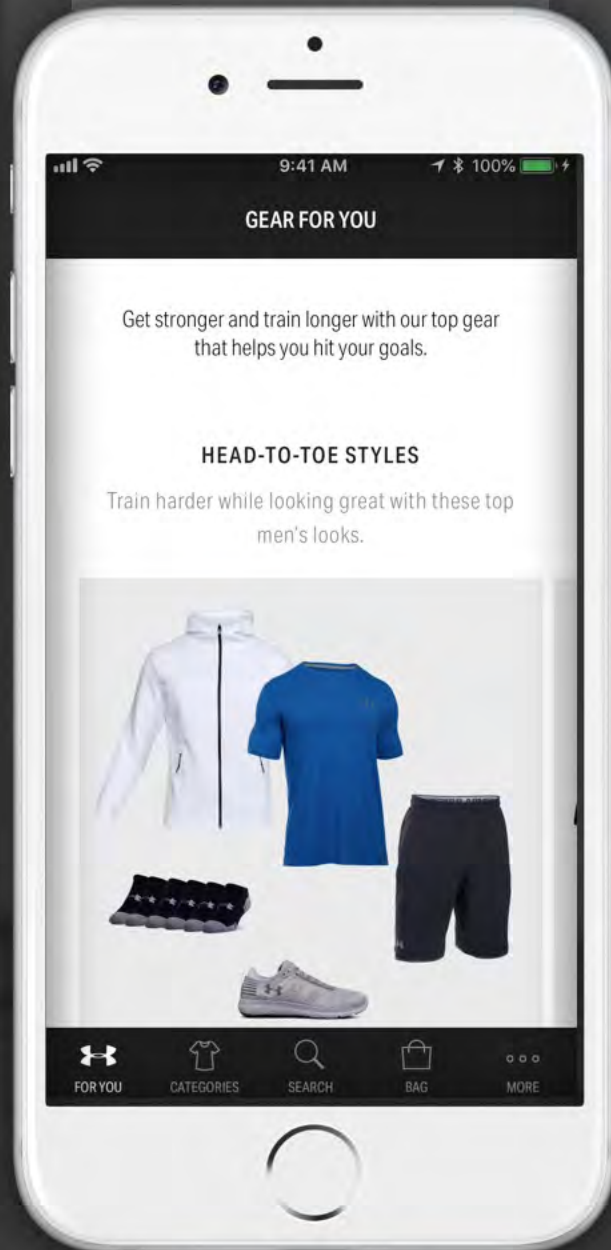 9:41 AM
100%
GEAR FOR YOU
Get stronger and train longer with our top gear
that helps you hit your goals.
HEAD-TO-TOE STYLES
Train harder while looking great with these top
men's looks.
FOR YOU
CATEGORIES
SEARCH
BAG
MORE